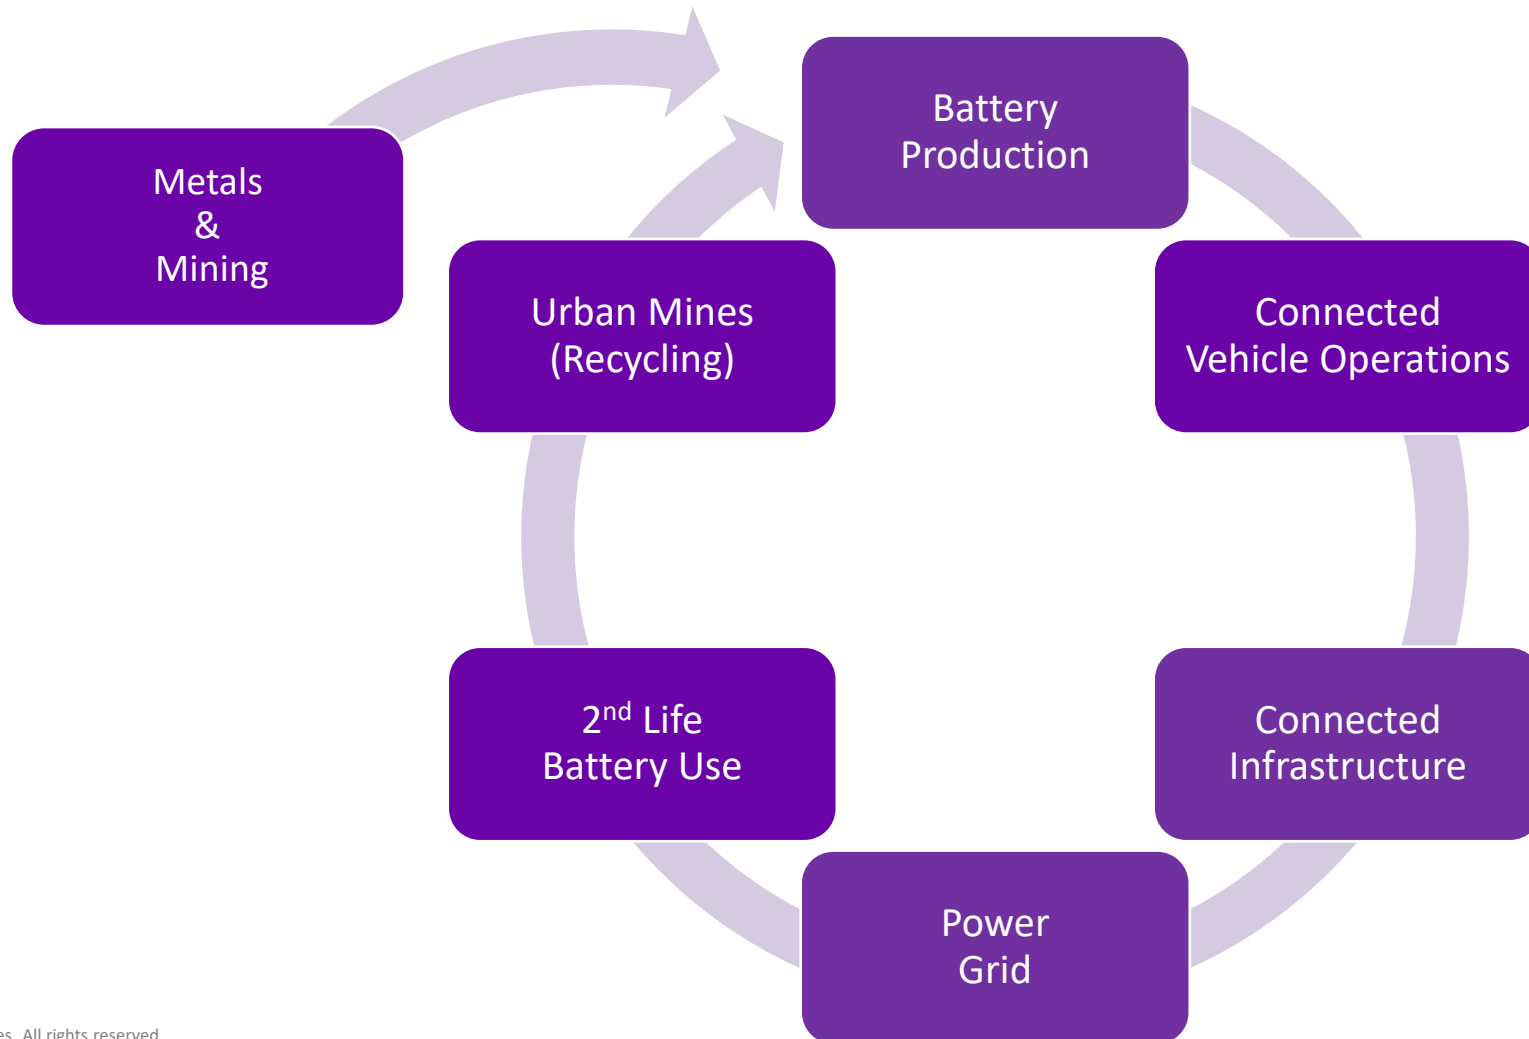 Battery
Production
Metals
&
Mining
Urban Mines
(Recycling)
Connected
Vehicle Operations
2nd Life
Battery Use
Connected
Infrastructure
Power
Grid
All rights reserved